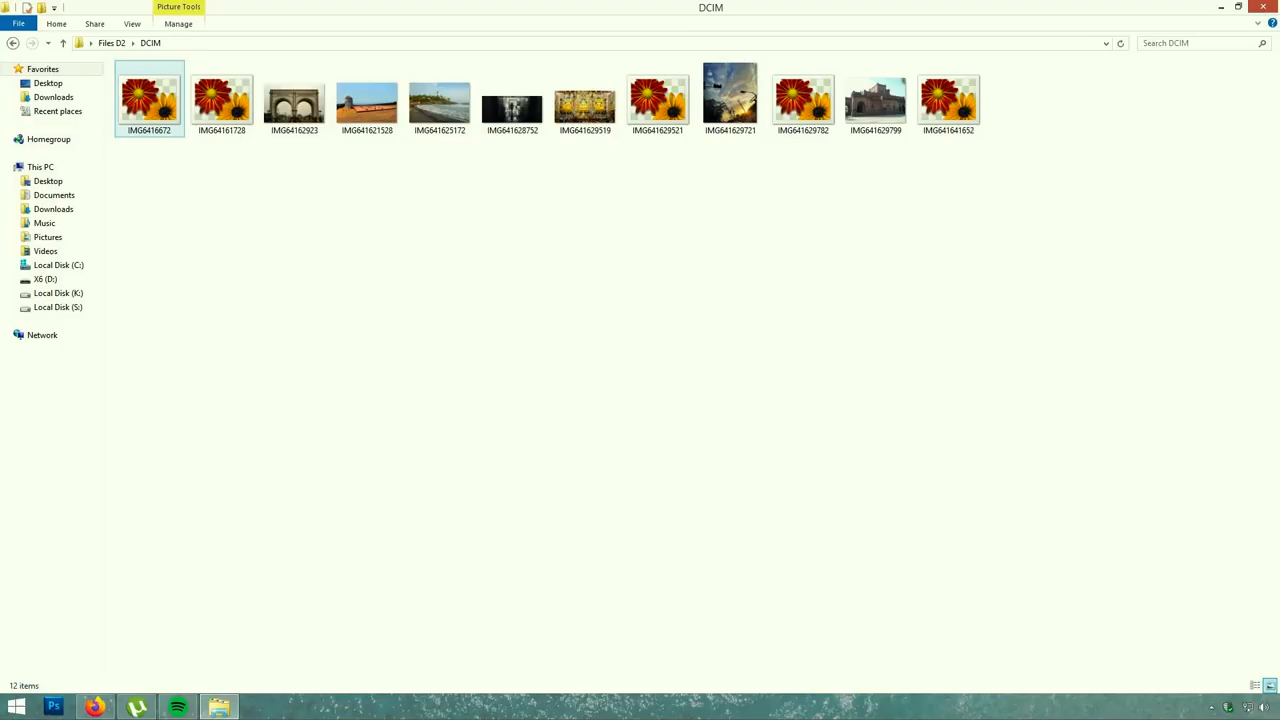 Picture Tools
DCIM
File
Home
Share
View
Manage
Files D2
DCIM
Search DCIM
Favorites
Desktop
Downloads
Recent places
Homegroup
This PC
Desktop
Documents
Downloads
Music
Pictures
Videos
Local Disk (C:)
X6 (D:)
Local Disk (K:)
Local Disk (S:)
Network
IMG6416672
IMG64161728
IMG64162923
IMG641621528
IMG641625172
IMG641628752
IMG641629519
IMG641629521
IMG641629721
IMG641629782
IMG641629799
IMG641641652
12 items
Ps